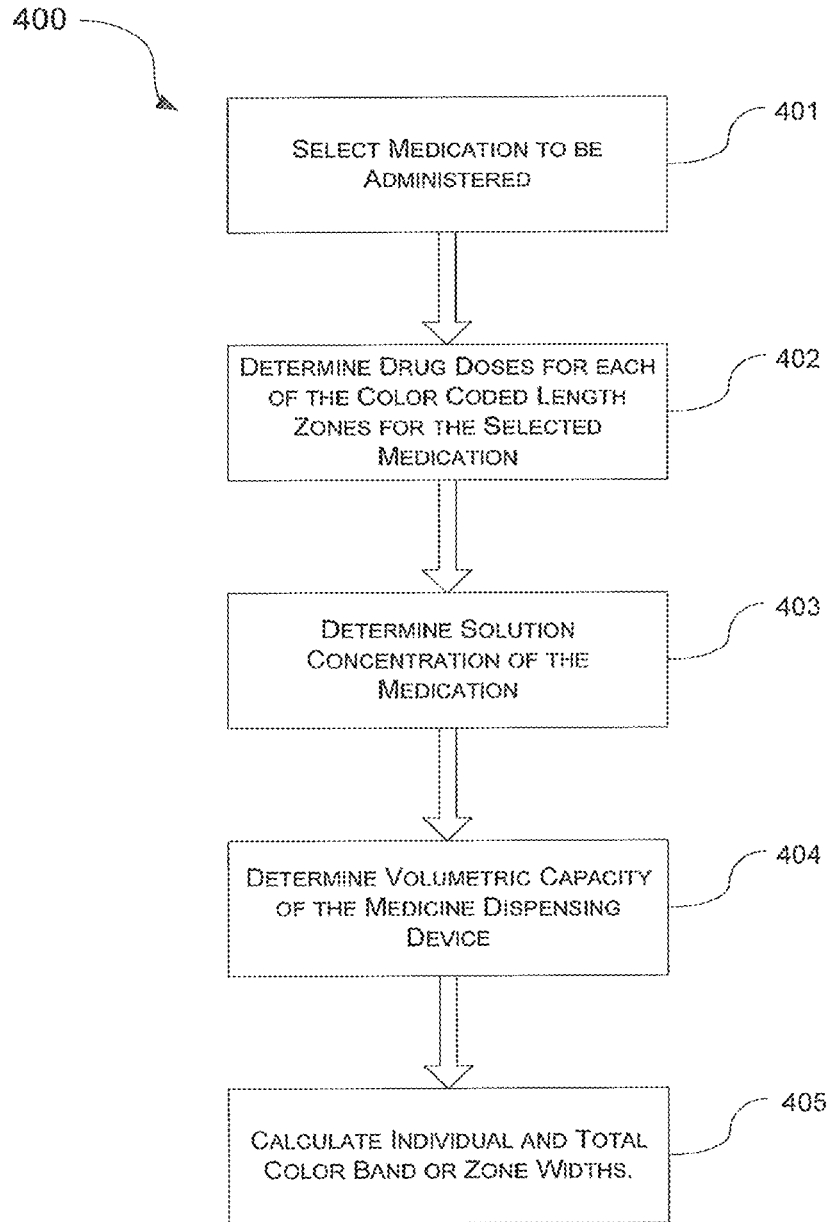 400
401
SELECT MEDICATION TO BE
ADMINISTERED
402
DETERMINE DRUG DOSES FOR EACH
OF THE COLOR CODED LENGTH
ZONES FOR THE SELECTED
MEDICATION
403
DETERMINE SOLUTION
CONCENTRATION OF THE
MEDICATION
404
DETERMINE VOLUMETRIC CAPACITY
OF THE MEDICINE DISPENSING
DEVICE
405
CALCULATE INDIVIDUAL AND TOTAL
COLOR BAND OR ZONE WIDTHS.